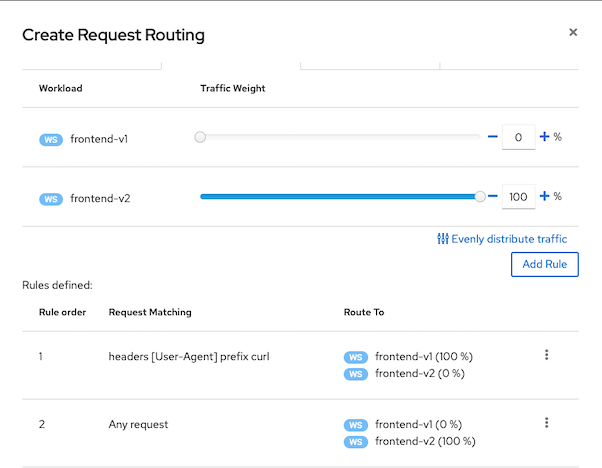 Create Request Routing ×
Workload Traffic Weight
WS frontend-v1 0 %
WS frontend-v2 100 %
Evenly distribute traffic
Add Rule
Rules defined:
Rule order Request Matching Route To
1 headers [User-Agent] prefix curl WS frontend-v1 (100 %)
WS frontend-v2 (0 %)
2 Any request WS frontend-v1 (0 %)
WS frontend-v2 (100 %)